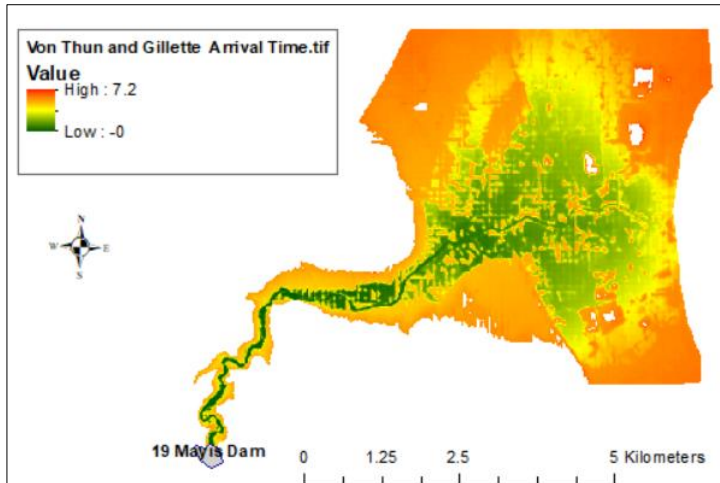 Von Thun and Gillette Arrival Time.tif
Value
High : 7.2
Low : -0
N
W E
S
19 Mayis Dam
0 1.25 2.5 5 Kilometers